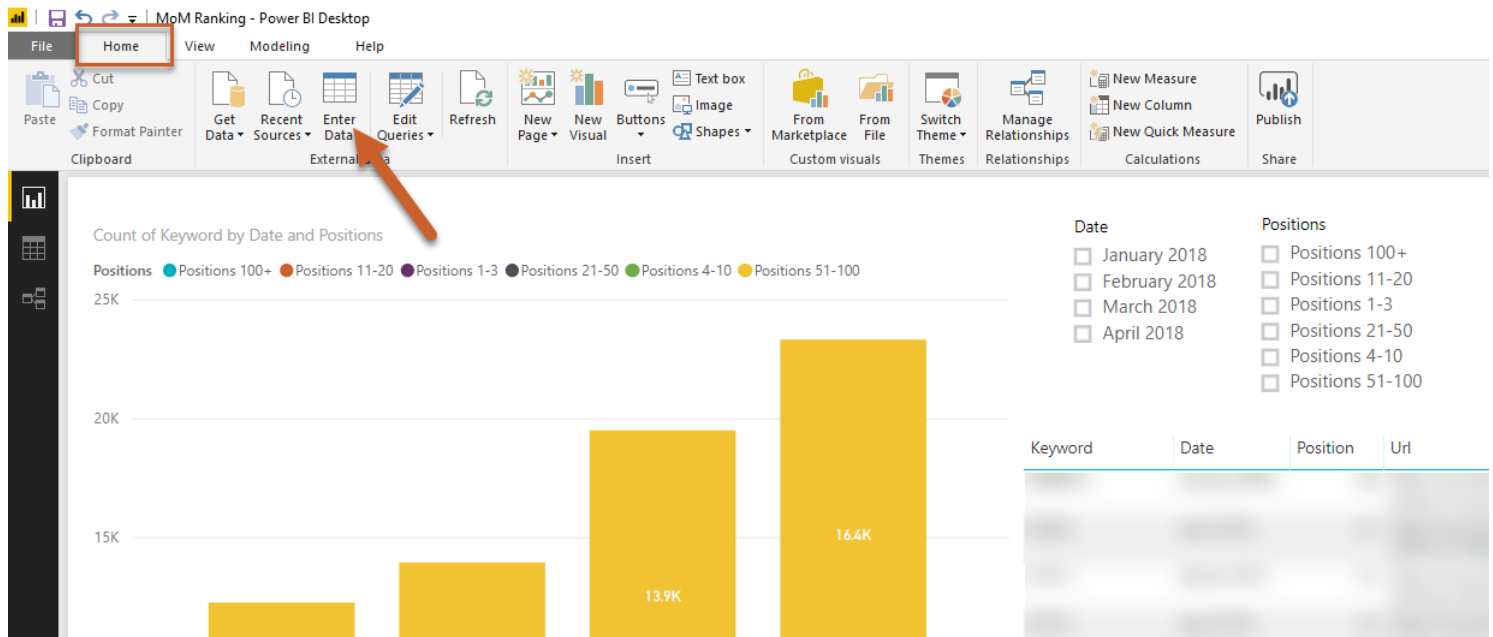 MoM Ranking - Power BI Desktop
File Home View Modeling Help
Paste
Cut
Copy
Format Painter
Clipboard
Get Data
Recent Sources
Enter Data
Edit Queries
Refresh
External
New Page
New Visual
Buttons
Text box
Image
Shapes
Insert
From Marketplace
From File
Custom visuals
Switch Theme
Themes
Manage Relationships
Relationships
New Measure
New Column
New Quick Measure
Calculations
Publish
Share
Count of Keyword by Date and Positions
Positions Positions 100+ Positions 11-20 Positions 1-3 Positions 21-50 Positions 4-10 Positions 51-100
25K
20K
15K
13.9K
16.4K
Date
January 2018
February 2018
March 2018
April 2018
Positions
Positions 100+
Positions 11-20
Positions 1-3
Positions 21-50
Positions 4-10
Positions 51-100
Keyword Date Position Url